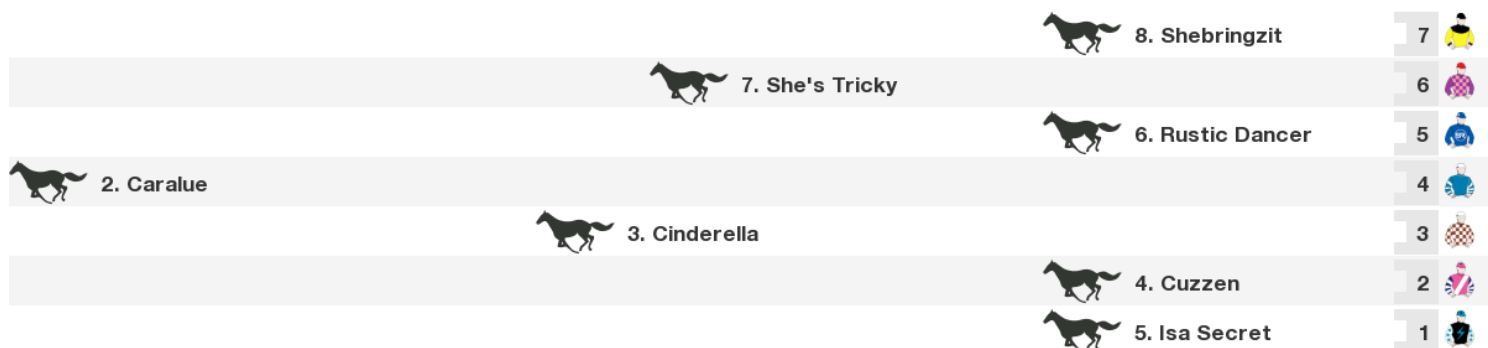 8. Shebringzit 7
7. She's Tricky 6
6. Rustic Dancer 5
2. Caralue 4
3. Cinderella 3
4. Cuzzen 2
5. Isa Secret 1